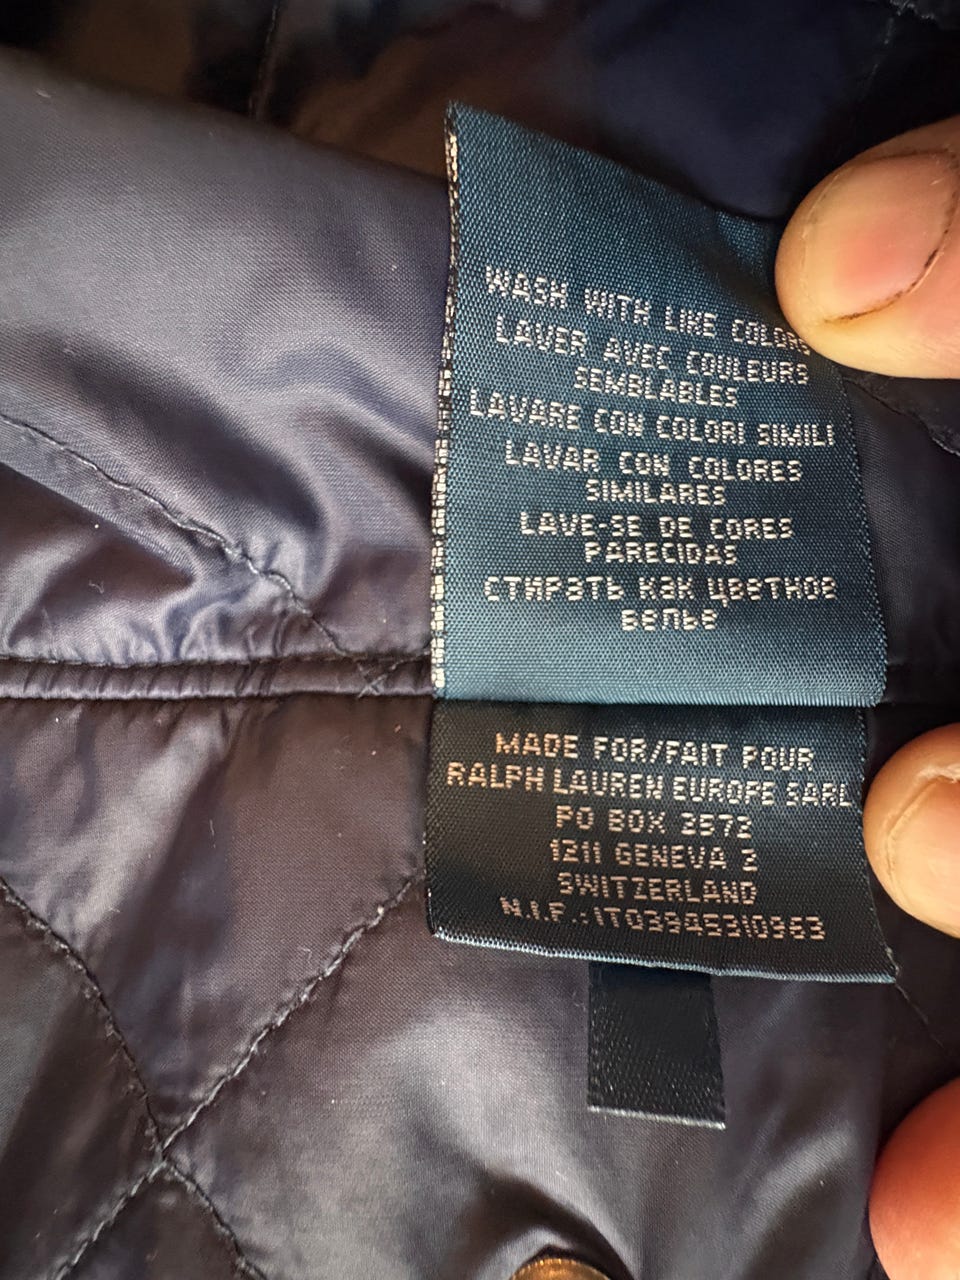 WASH WITH LIKE COLORS
LAVER AVEC COULEURS
SEMBLABLES
LAVARE CON COLORI SIMILI
LAVAR CON COLORES
SIMILARES
LAVE-SE DE CORES
PARECIDAS
СТИРАТЬ КАК ЦВЕТНОЕ
БЕЛЬЕ
MADE FOR/FAIT POUR
RALPH LAUREN EUROPE SARL
PO BOX 3572
1211 GENEVA 2
SWITZERLAND
N.I.F.:IT03945310963